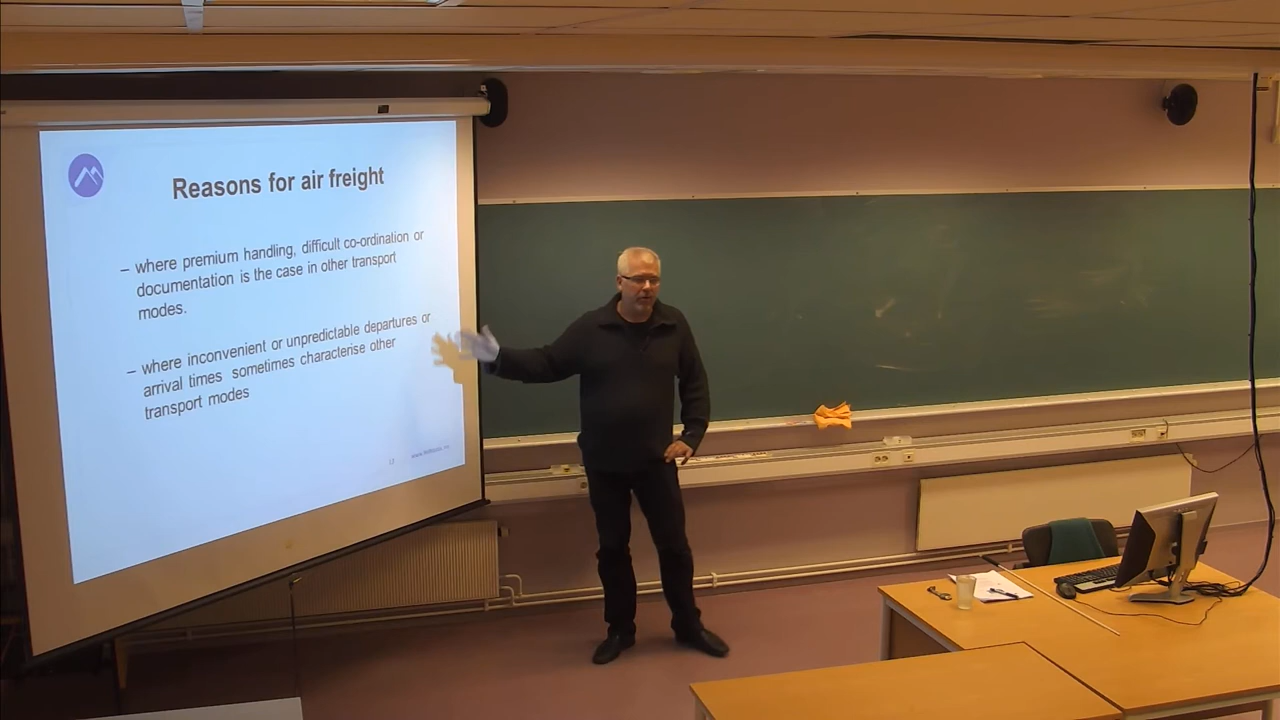 Reasons for air freight
– where premium handling, difficult co-ordination or
documentation is the case in other transport
modes.
– where inconvenient or unpredictable departures or
arrival times sometimes characterise other
transport modes